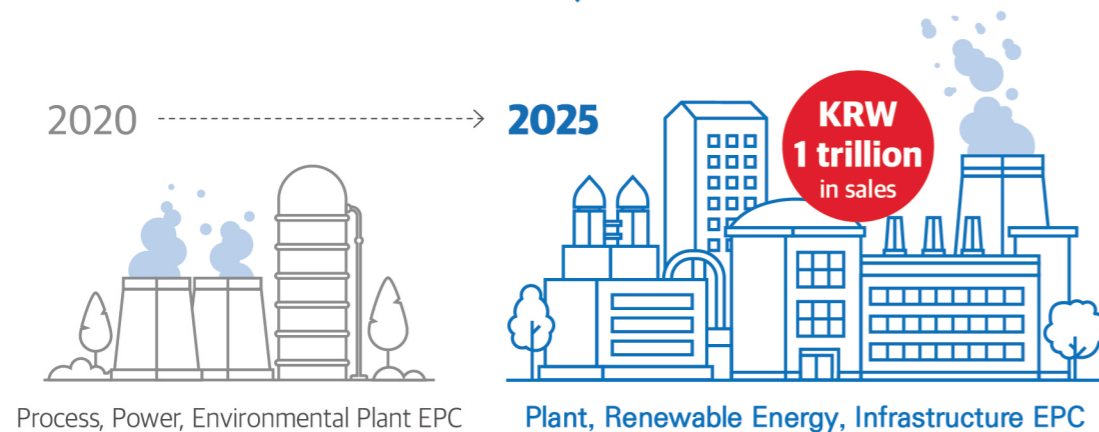 2020
2025
KRW
1 trillion
in sales
Process, Power, Environmental Plant EPC
Plant, Renewable Energy, Infrastructure EPC